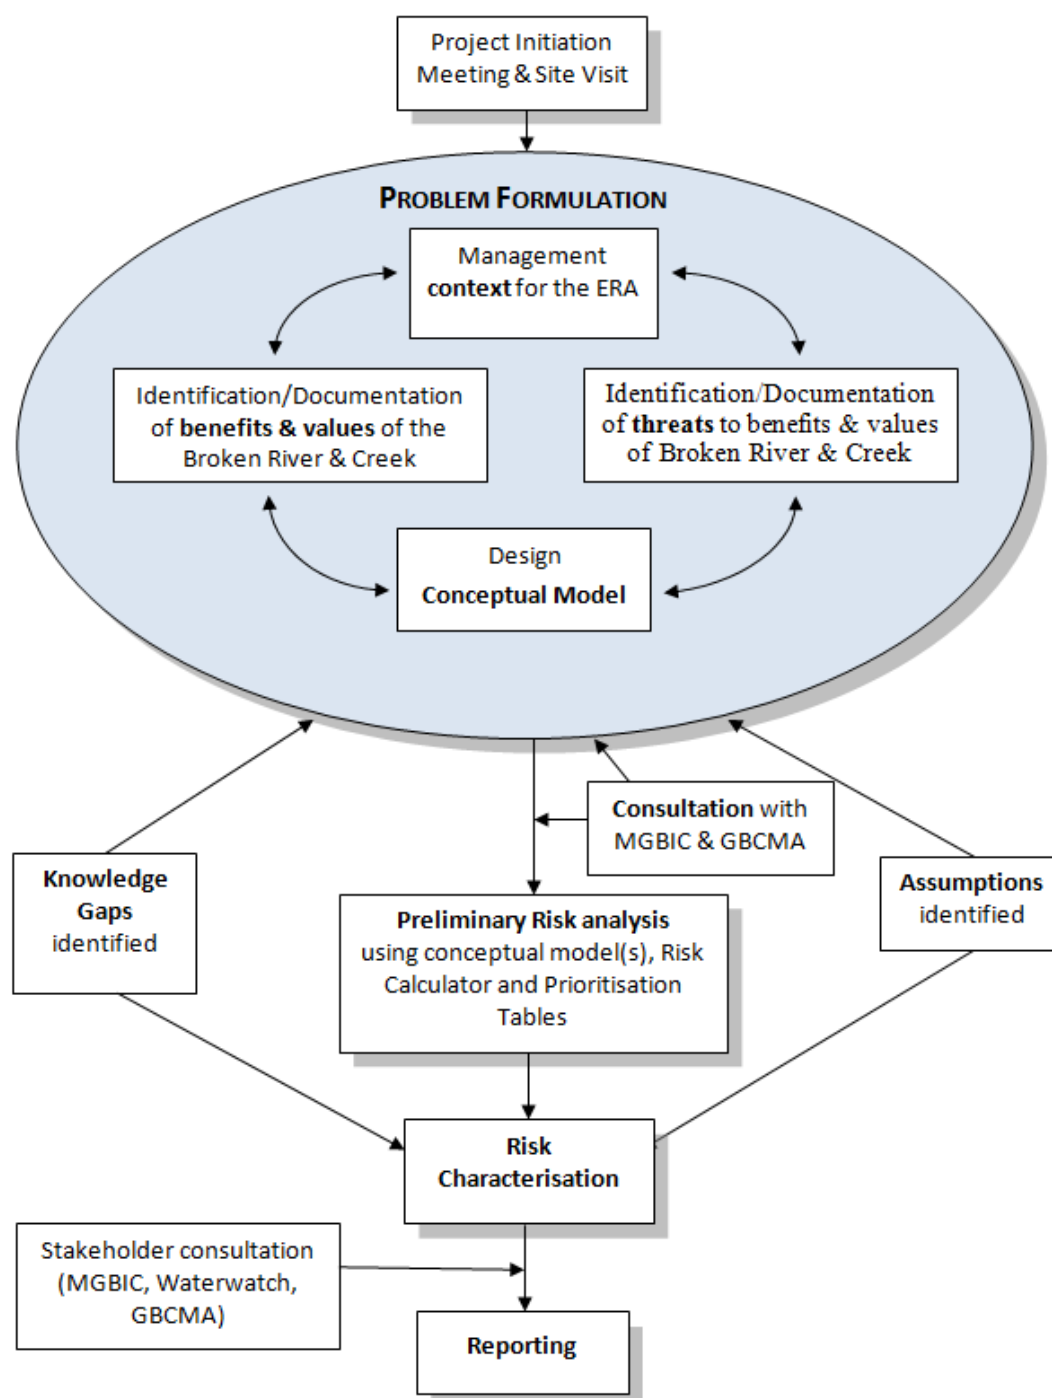 Project Initiation
Meeting & Site Visit
PROBLEM FORMULATION
Management
context for the ERA
Identification/Documentation
of benefits & values of the
Broken River & Creek
Identification/Documentation
of threats to benefits & values
of Broken River & Creek
Design
Conceptual Model
Consultation with
MGBIC & GBCMA
Knowledge
Gaps
identified
Assumptions
identified
Preliminary Risk analysis
using conceptual model(s), Risk
Calculator and Prioritisation
Tables
Risk
Characterisation
Stakeholder consultation
(MGBIC, Waterwatch,
GBCMA)
Reporting